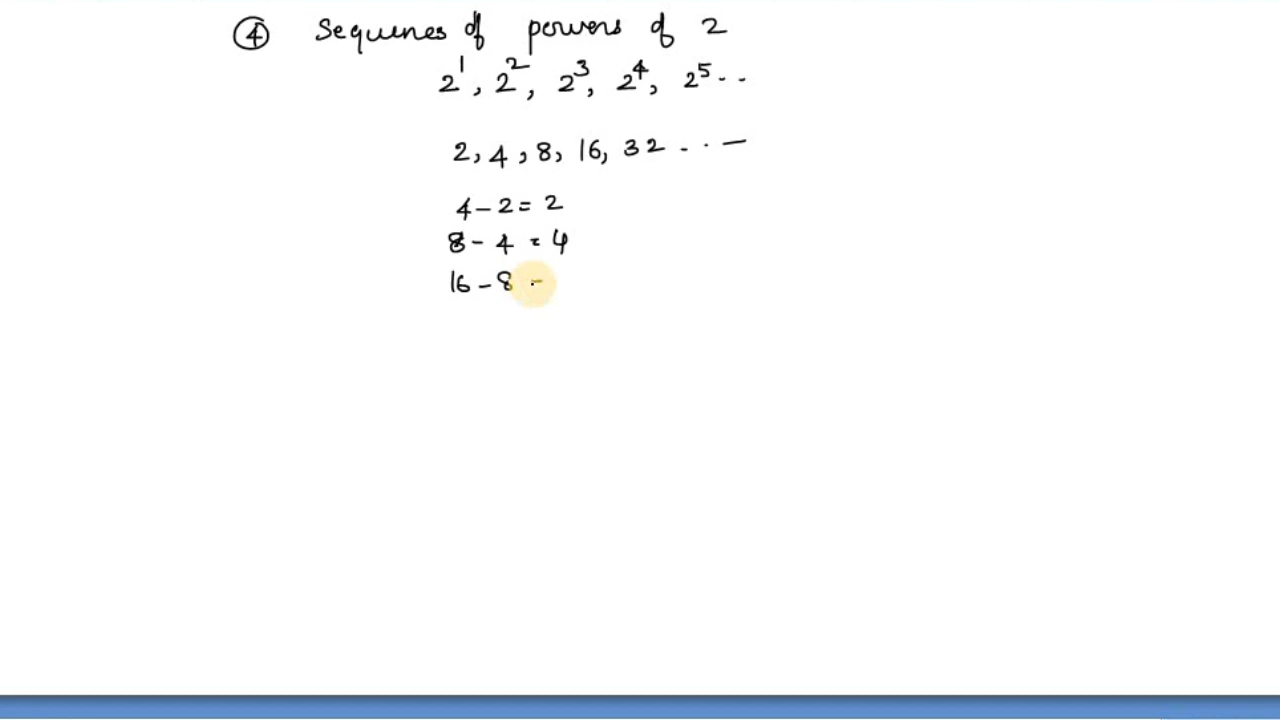 ④ Sequenes of powers of 2
2¹, 2², 2³, 2⁴, 2⁵..
2, 4, 8, 16, 32 . . —
4 - 2 = 2
8 - 4 = 4
16 - 8 =